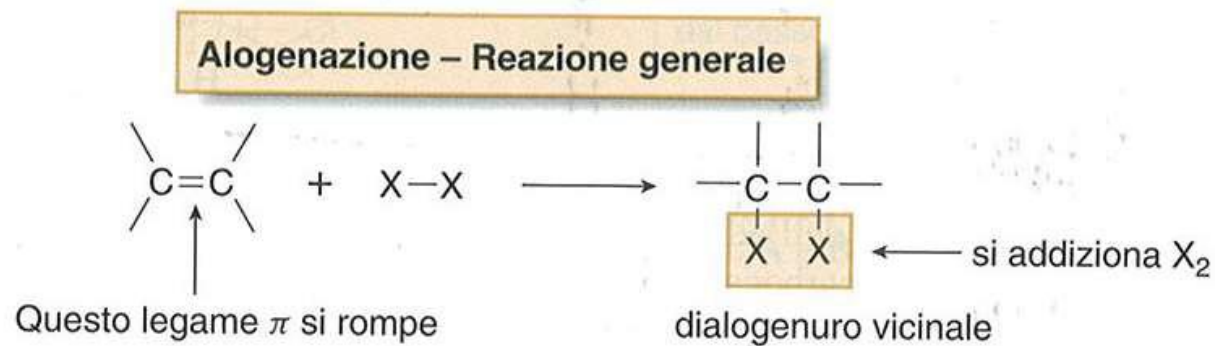 Alogenazione – Reazione generale
C=C + X–X → –C–C–
X X
si addiziona X₂
Questo legame π si rompe
dialogenuro vicinale